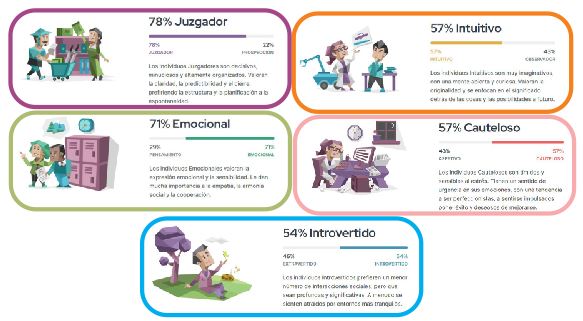 78% Juzgador
78% 22%
JUZGADOR PROSPECCIÓN
Los individuos Juzgadores son decisivos,
minuciosos y altamente organizados. Valoran
la claridad, la predictibilidad y el cierre,
prefiriendo la estructura y la planificación a la
espontaneidad.
57% Intuitivo
57% 43%
INTUITIVO OBSERVADOR
Los individuos Intuitivos son muy imaginativos,
con una mente abierta y curiosa. Valoran la
originalidad y se enfocan en el significado
detrás de las cosas y las posibilidades a futuro.
71% Emocional
29% 71%
PENSAMIENTO EMOCIONAL
Los individuos Emocionales valoran la
expresión emocional y la sensibilidad. Le dan
mucha importancia a la empatía, la armonía
social y la cooperación.
57% Cauteloso
43% 57%
ASERTIVO CAUTELOSO
Los individuos Cautelosos son tímidos y
sensibles al estrés. Tienen un sentido de
urgencia en sus emociones, con una tendencia
a ser perfeccionistas, a sentirse impulsados
por el éxito y deseosos de mejorarse.
54% Introvertido
46% 54%
EXTROVERTIDO INTROVERTIDO
Los individuos Introvertidos prefieren un menor
número de interacciones sociales, pero que
sean profundas y significativas. A menudo se
sienten atraídos por entornos más tranquilos.